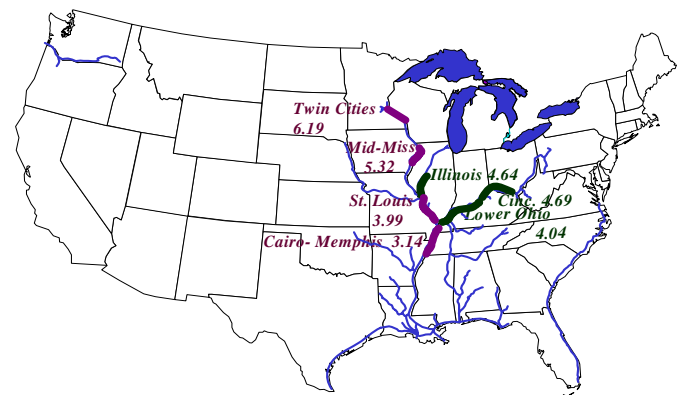 Twin Cities
6.19
Mid-Miss
5.32
Illinois 4.64
St. Louis
3.99
Cinc. 4.69
Lower Ohio
4.04
Cairo- Memphis 3.14